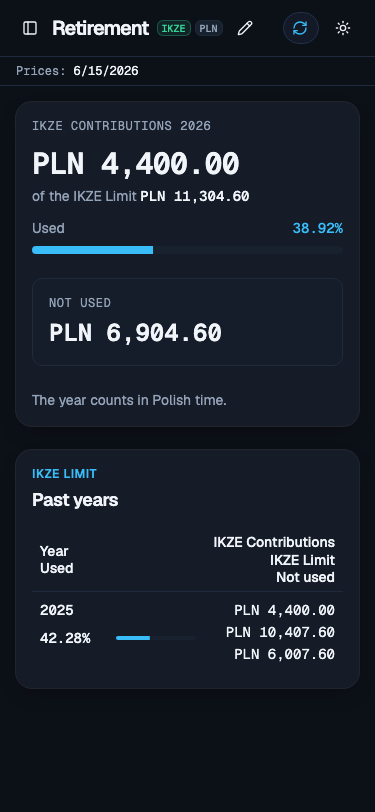 Retirement IKZE PLN
Prices: 6/15/2026
IKZE CONTRIBUTIONS 2026
PLN 4,400.00
of the IKZE Limit PLN 11,304.60
Used 38.92%
NOT USED
PLN 6,904.60
The year counts in Polish time.
IKZE LIMIT
Past years
Year
Used
IKZE Contributions
IKZE Limit
Not used
2025
42.28%
PLN 4,400.00
PLN 10,407.60
PLN 6,007.60